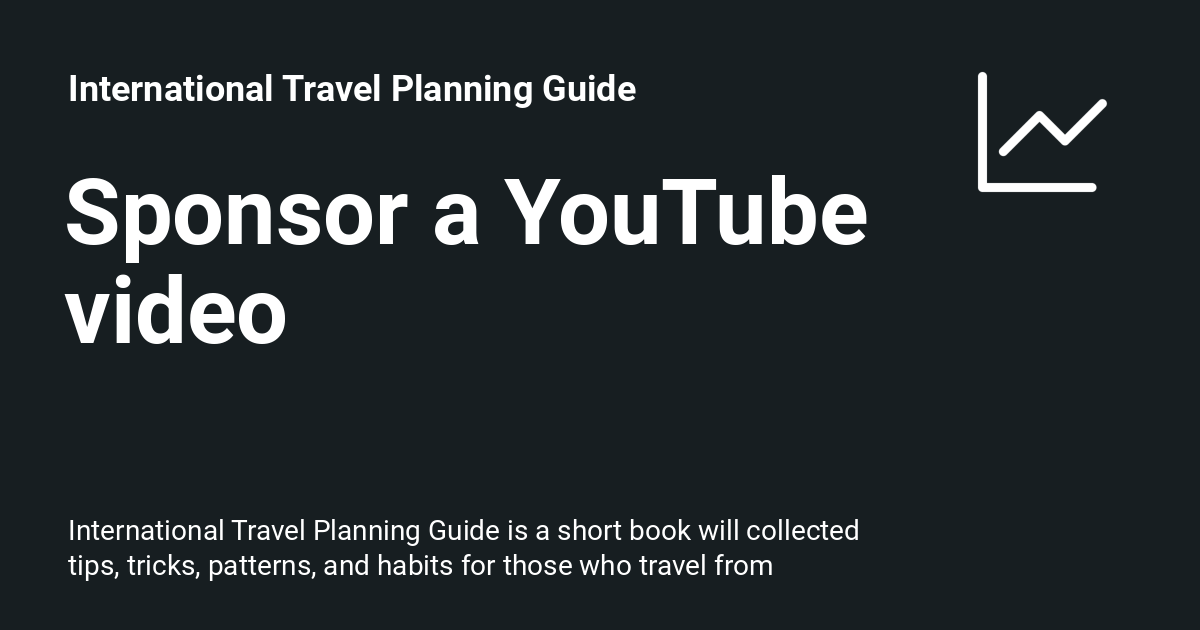 International Travel Planning Guide
Sponsor a YouTube
video
International Travel Planning Guide is a short book will collected
tips, tricks, patterns, and habits for those who travel from